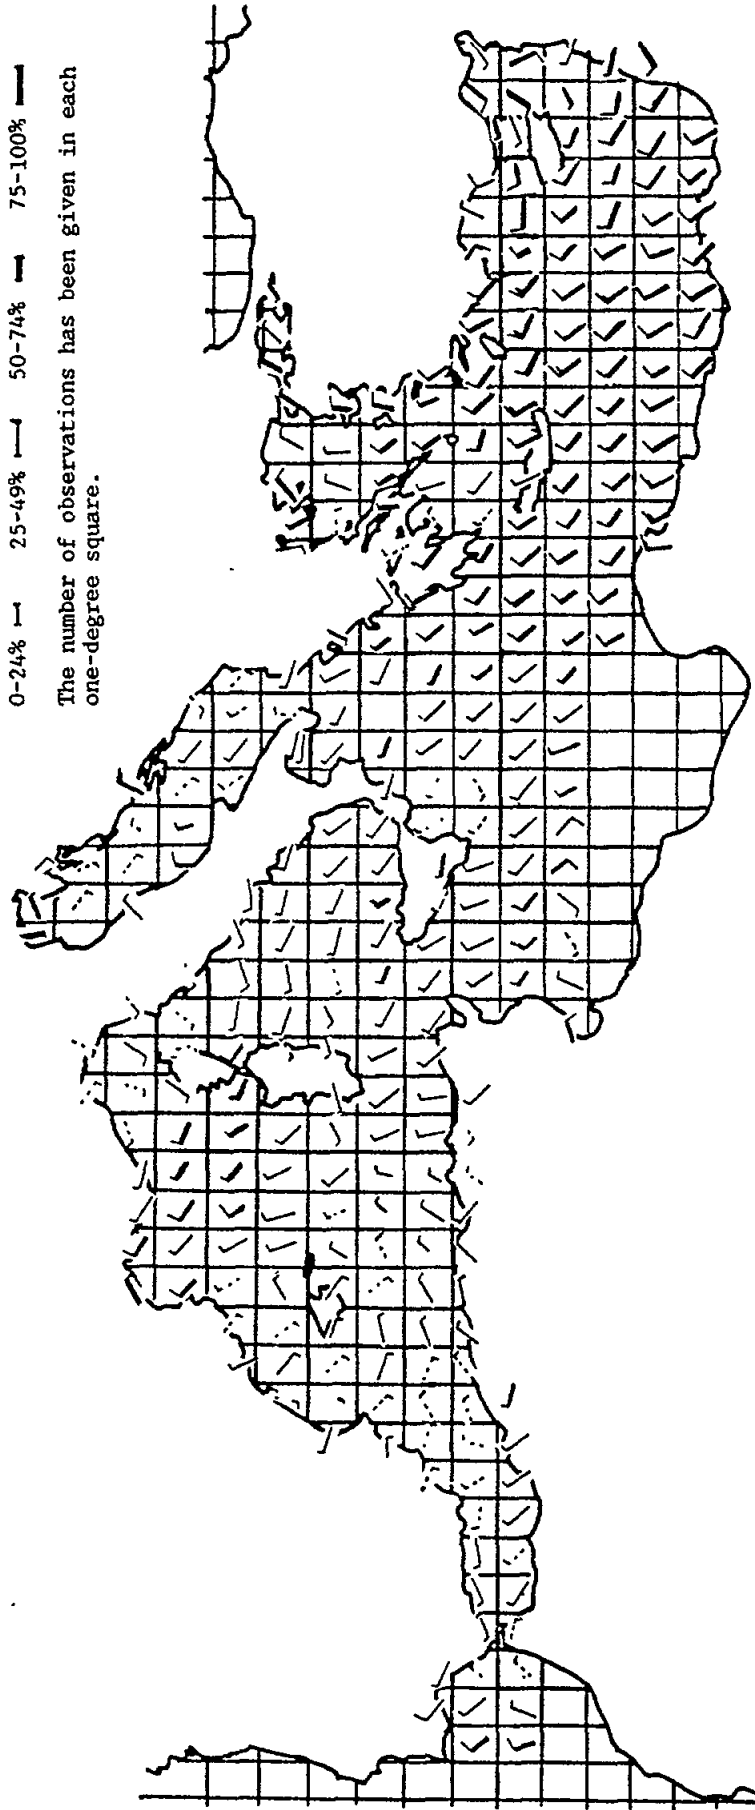 0-24% 25-49% 50-74% 75-100%
The number of observations has been given in each
one-degree square.